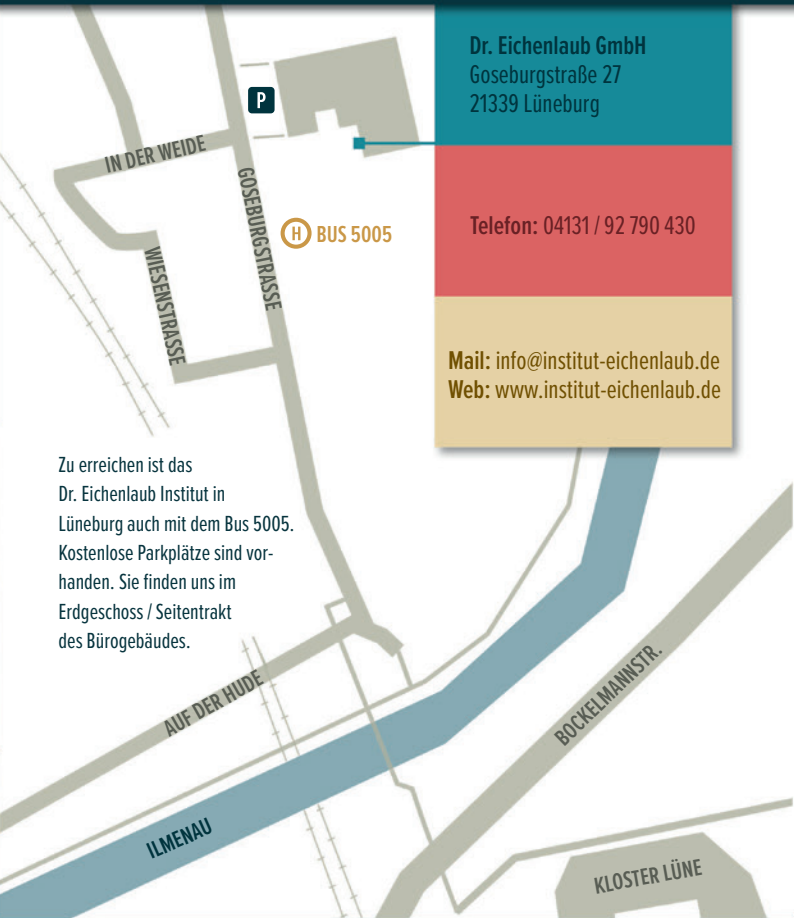 Dr. Eichenlaub GmbH
Goseburgstraße 27
21339 Lüneburg
P
IN DER WEIDE
GOSEBURGSTRASSE
H BUS 5005
Telefon: 04131 / 92 790 430
WIESENSTRASSE
Mail: info@institut-eichenlaub.de
Web: www.institut-eichenlaub.de
Zu erreichen ist das
Dr. Eichenlaub Institut in
Lüneburg auch mit dem Bus 5005.
Kostenlose Parkplätze sind vor-
handen. Sie finden uns im
Erdgeschoss / Seitentrakt
des Bürogebäudes.
AUF DER HUDE
BOCKELMANNSTR.
ILMENAU
KLOSTER LÜNE